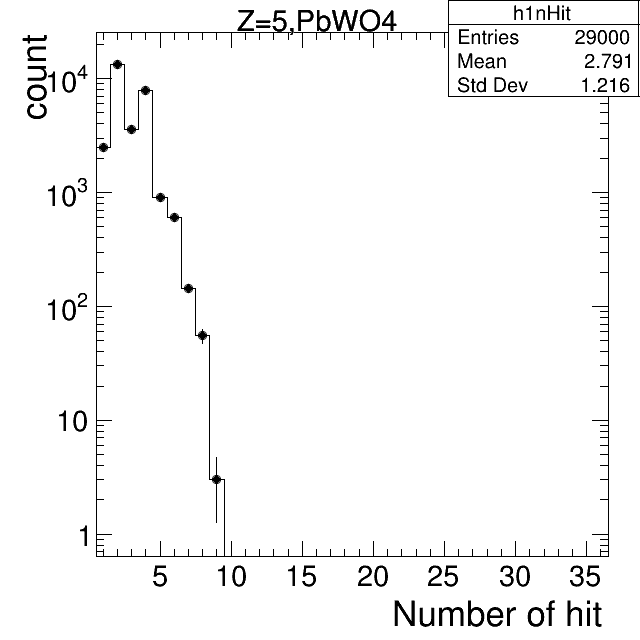 Z=5,PbWO4
h1nHit
Entries 29000
Mean 2.791
Std Dev 1.216
count
10^4
10^3
10^2
10
1
5 10 15 20 25 30 35
Number of hit